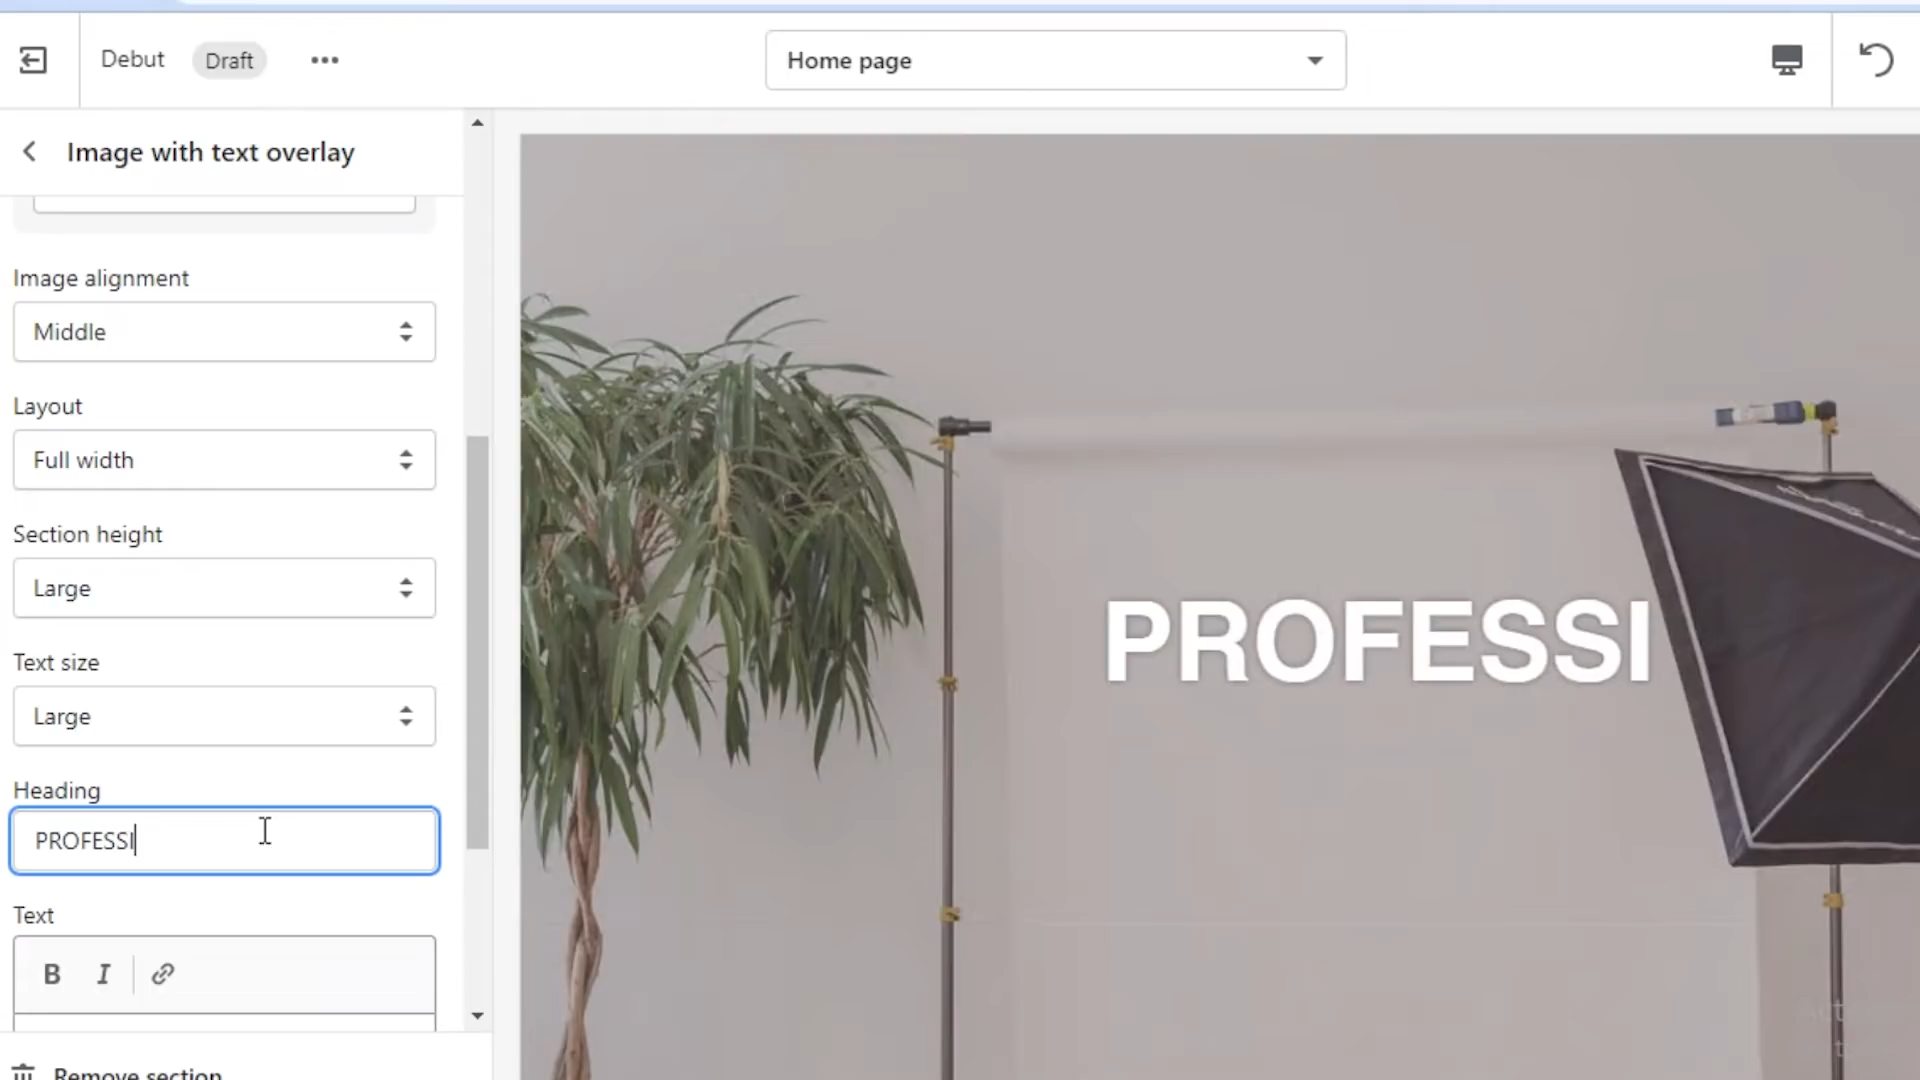 Debut
Draft
Home page
Image with text overlay
Image alignment
Middle
Layout
Full width
Section height
Large
Text size
Large
Heading
PROFESSI
Text
B I
Remove section
PROFESSI